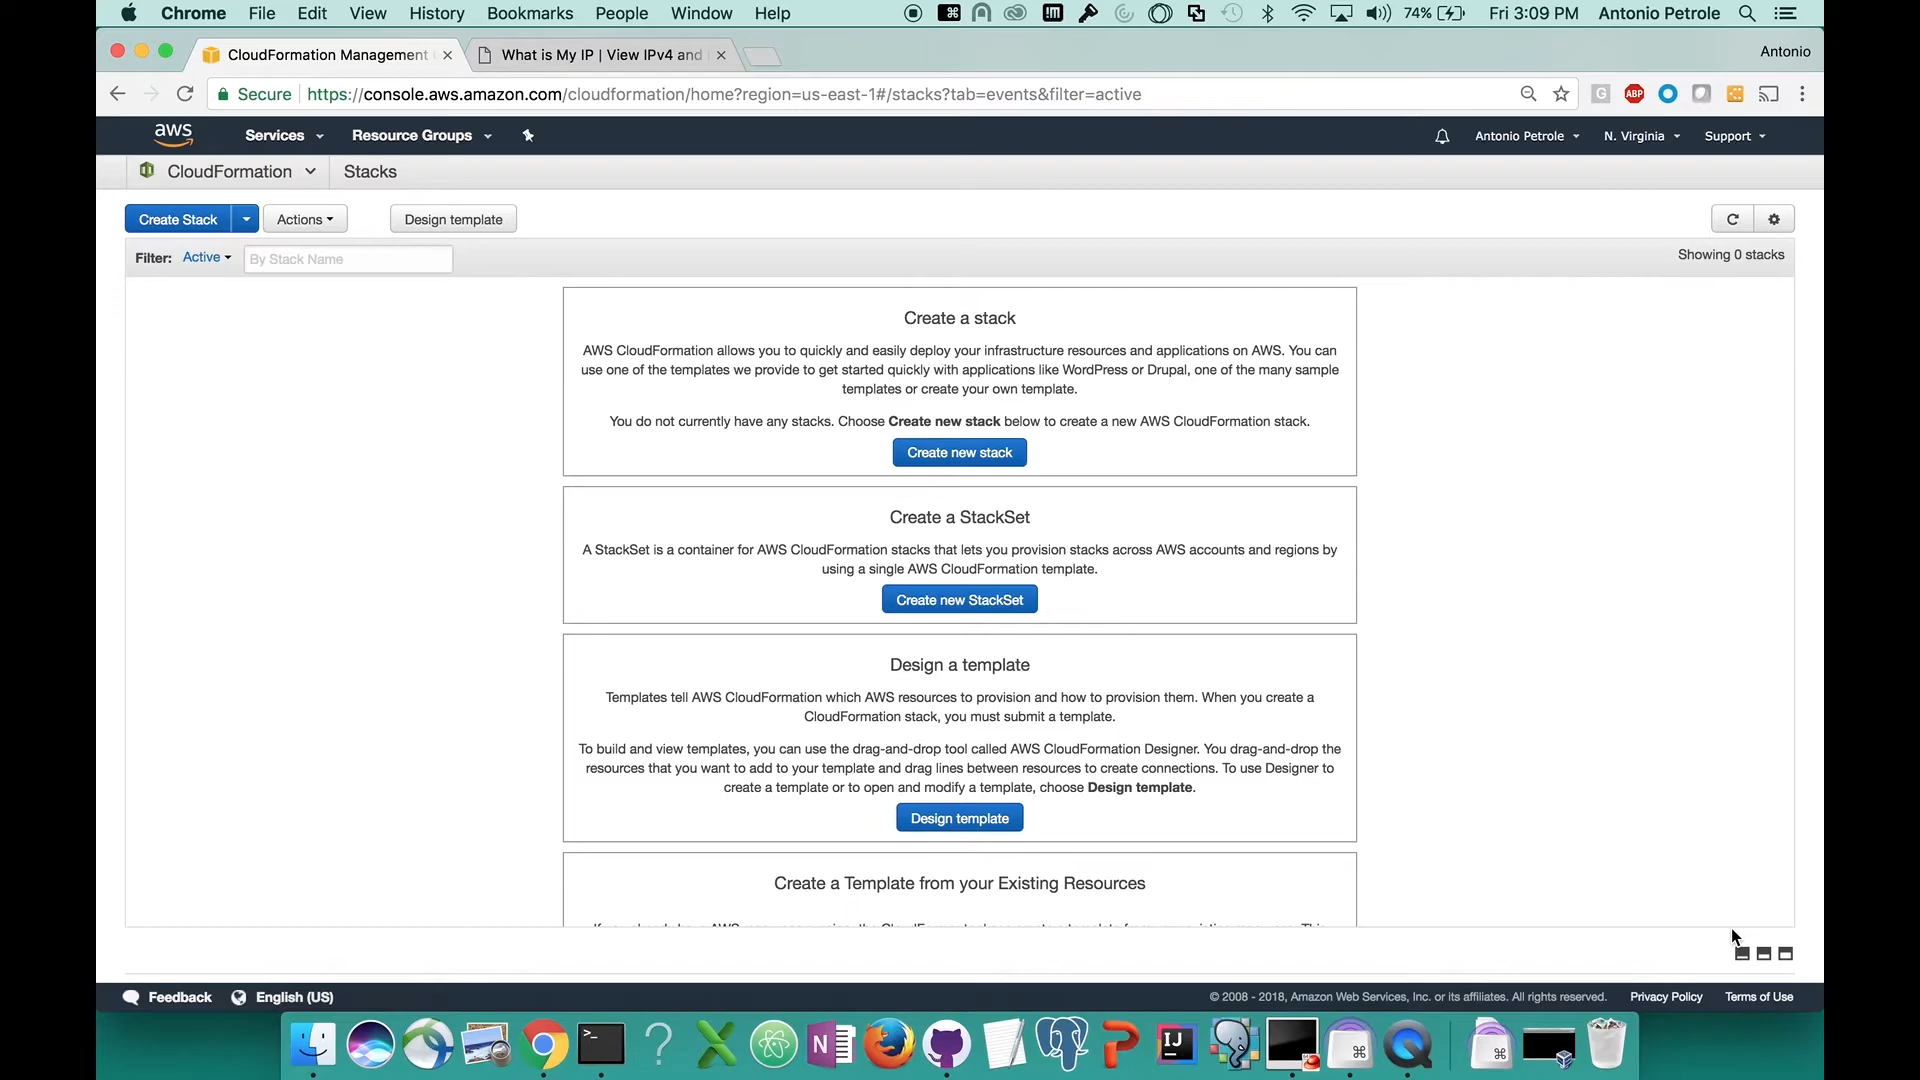 Chrome File Edit View History Bookmarks People Window Help 74% Fri 3:09 PM Antonio Petrole
CloudFormation Management What is My IP | View IPv4 and Antonio
Secure https://console.aws.amazon.com/cloudformation/home?region=us-east-1#/stacks?tab=events&filter=active
aws Services Resource Groups Antonio Petrole N. Virginia Support
CloudFormation Stacks
Create Stack Actions Design template
Filter: Active By Stack Name Showing 0 stacks
Create a stack
AWS CloudFormation allows you to quickly and easily deploy your infrastructure resources and applications on AWS. You can
use one of the templates we provide to get started quickly with applications like WordPress or Drupal, one of the many sample
templates or create your own template.
You do not currently have any stacks. Choose Create new stack below to create a new AWS CloudFormation stack.
Create new stack
Create a StackSet
A StackSet is a container for AWS CloudFormation stacks that lets you provision stacks across AWS accounts and regions by
using a single AWS CloudFormation template.
Create new StackSet
Design a template
Templates tell AWS CloudFormation which AWS resources to provision and how to provision them. When you create a
CloudFormation stack, you must submit a template.
To build and view templates, you can use the drag-and-drop tool called AWS CloudFormation Designer. You drag-and-drop the
resources that you want to add to your template and drag lines between resources to create connections. To use Designer to
create a template or to open and modify a template, choose Design template.
Design template
Create a Template from your Existing Resources
Feedback English (US) © 2008 - 2018, Amazon Web Services, Inc. or its affiliates. All rights reserved. Privacy Policy Terms of Use